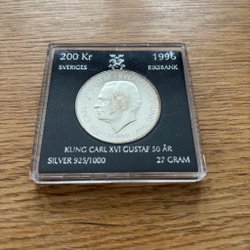 200 Kr 1996
SVERIGES RIKSBANK
KUNG CARL XVI GUSTAF 50 ÅR
SILVER 925/1000 27 GRAM